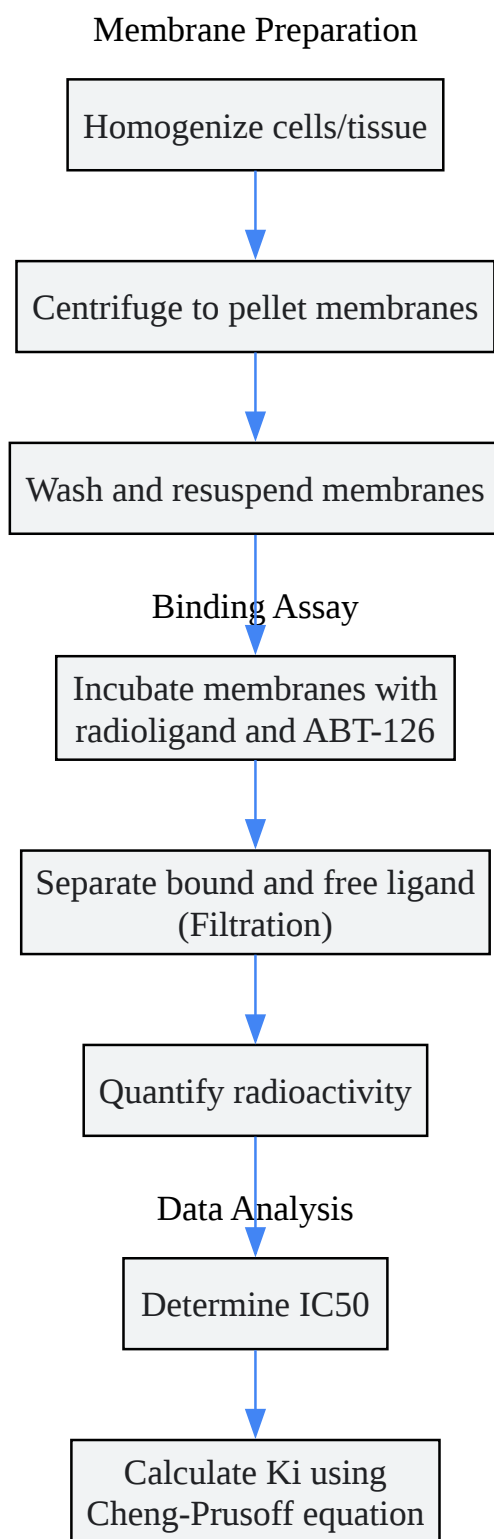 Membrane Preparation
Homogenize cells/tissue
Centrifuge to pellet membranes
Wash and resuspend membranes
Binding Assay
Incubate membranes with
radioligand and ABT-126
Separate bound and free ligand
(Filtration)
Quantify radioactivity
Data Analysis
Determine IC50
Calculate Ki using
Cheng-Prusoff equation